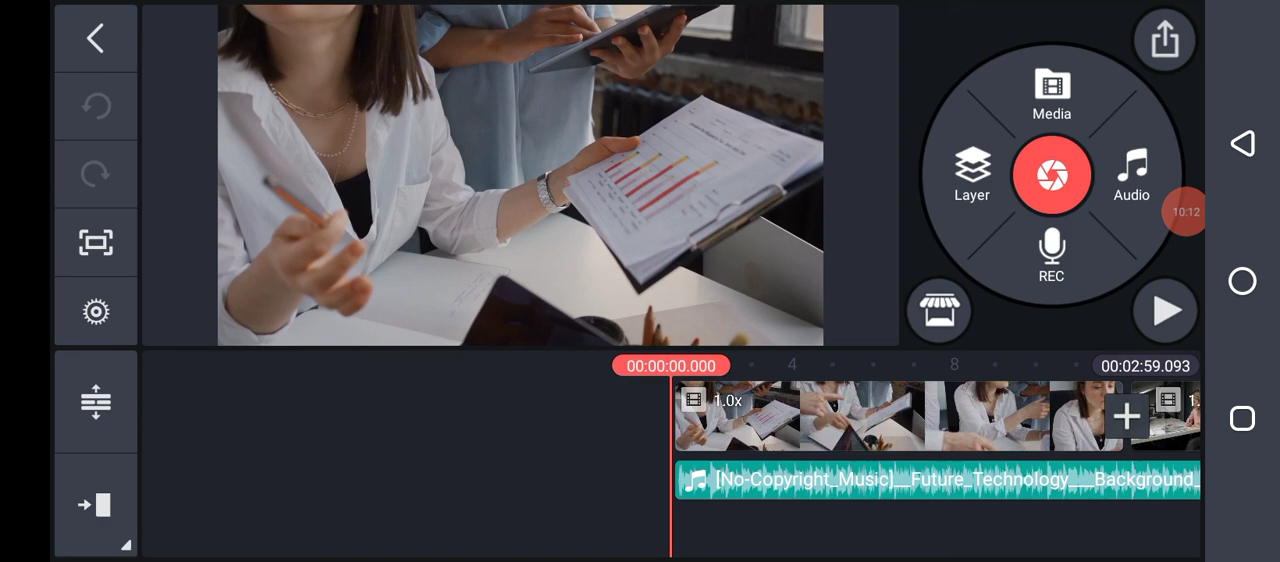 Media
Layer
Audio
10:12
REC
00:00:00.000
4
8
00:02:59.093
1.0x
1.
[No-Copyright_Music]__Future_Technology___Background_